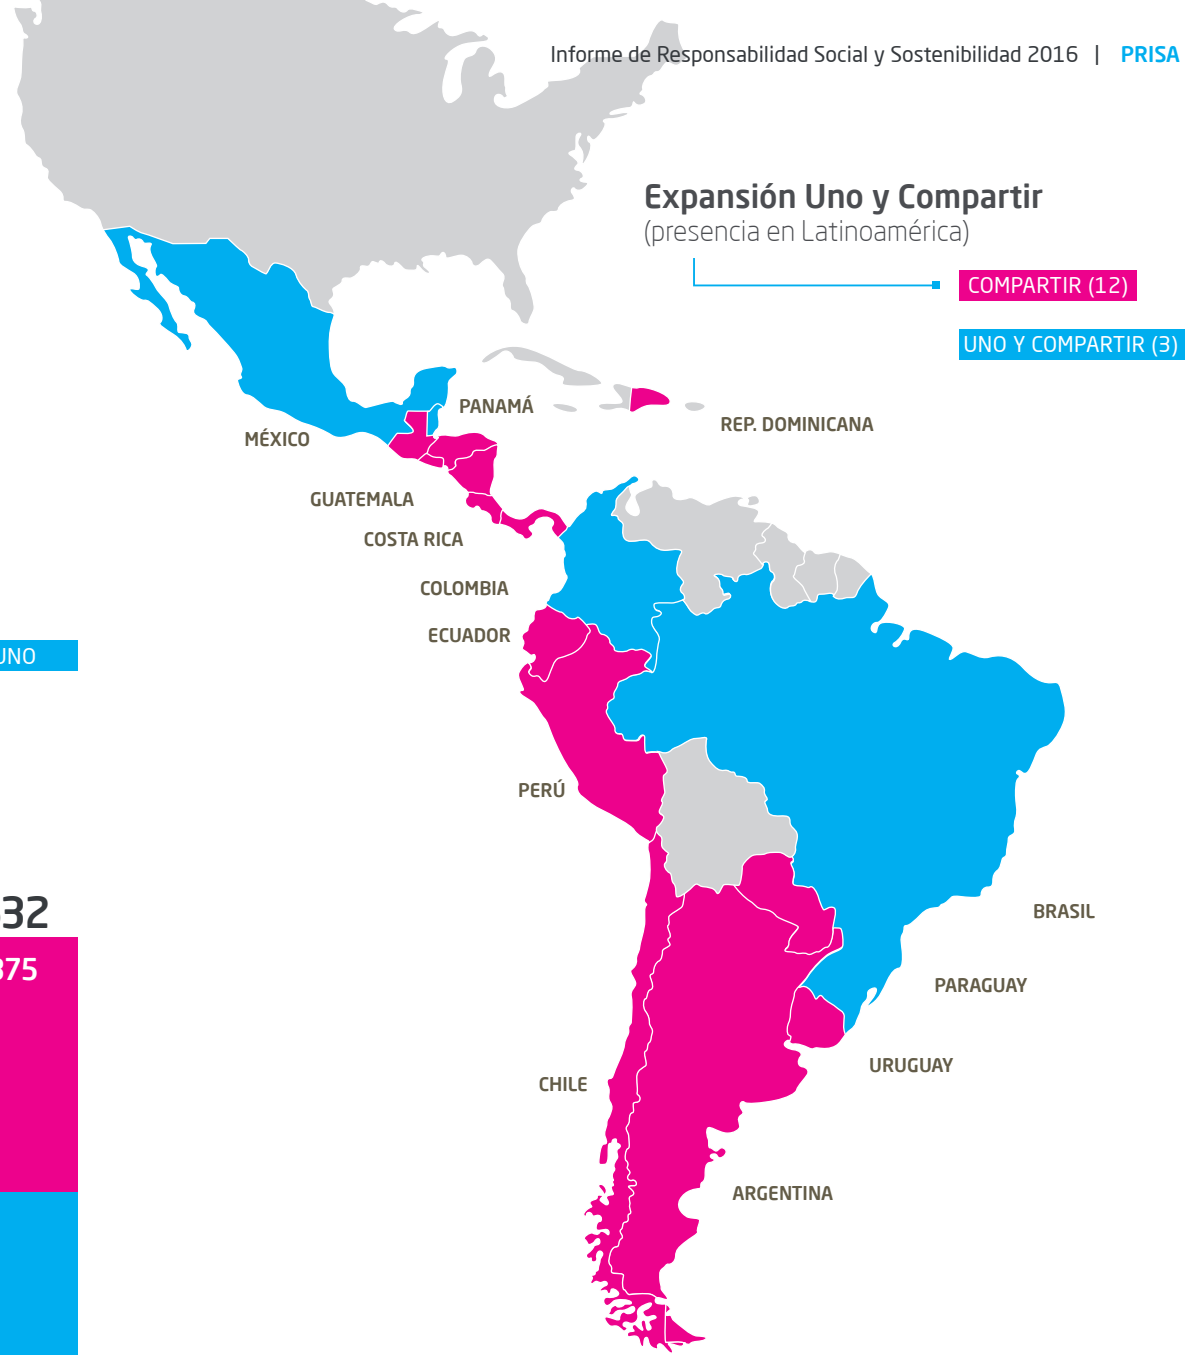 Informe de Responsabilidad Social y Sostenibilidad 2016 | PRISA
Expansión Uno y Compartir
(presencia en Latinoamérica)
COMPARTIR (12)
UNO Y COMPARTIR (3)
PANAMÁ
REP. DOMINICANA
MÉXICO
GUATEMALA
COSTA RICA
COLOMBIA
ECUADOR
UNO
PERÚ
32
375
BRASIL
PARAGUAY
URUGUAY
CHILE
ARGENTINA